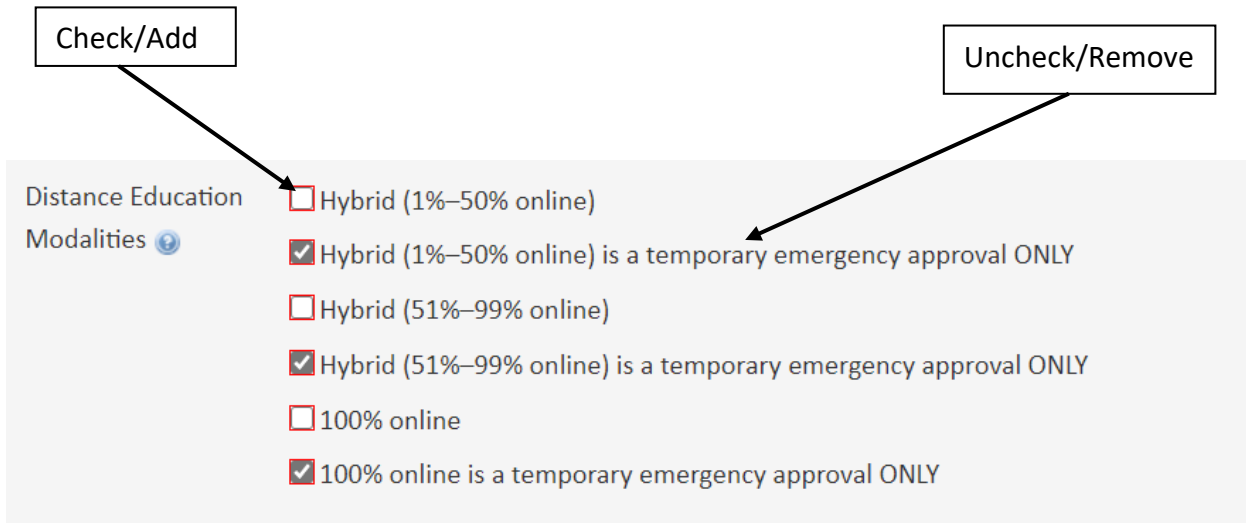 Check/Add
Uncheck/Remove
Distance Education
Modalities
Hybrid (1%–50% online)
Hybrid (1%–50% online) is a temporary emergency approval ONLY
Hybrid (51%–99% online)
Hybrid (51%–99% online) is a temporary emergency approval ONLY
100% online
100% online is a temporary emergency approval ONLY